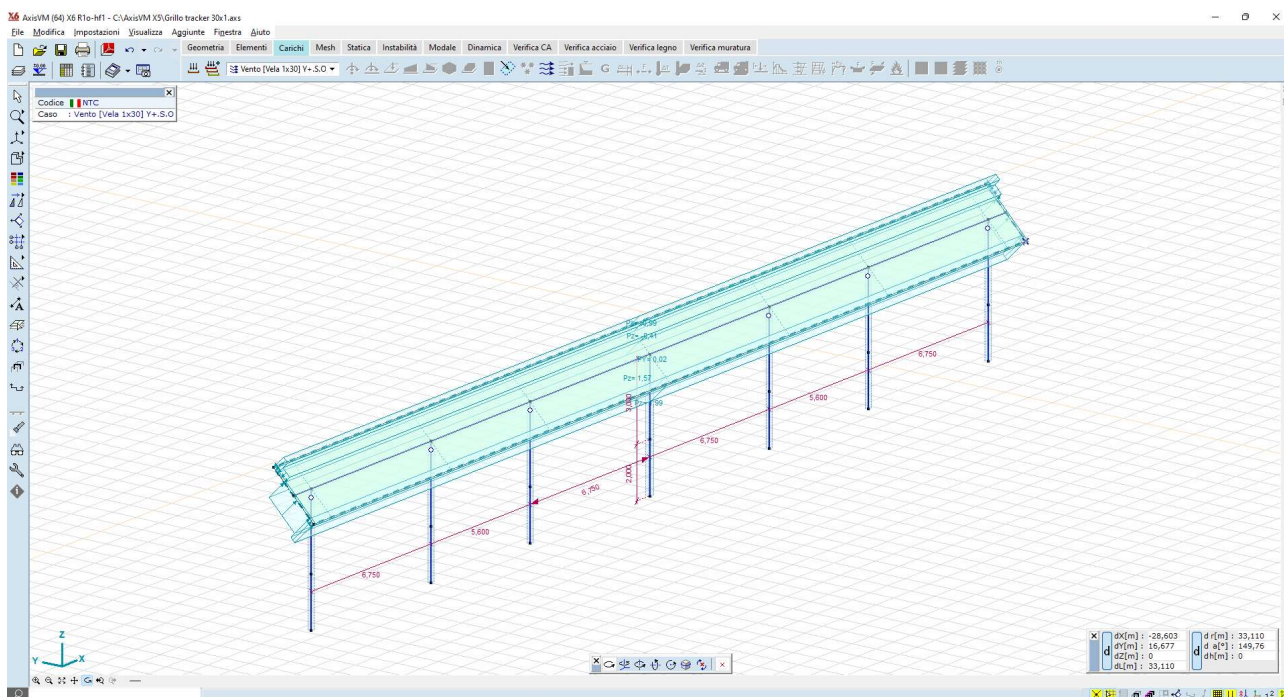 AxisVM (64) X6 R1o-hf1 - C:\AxisVM X5\Grillo tracker 30x1.axs
File Modifica Impostazioni Visualizza Aggiunte Finestra Aiuto
Geometria Elementi Carichi Mesh Statica Instabilità Modale Dinamica Verifica CA Verifica acciaio Verifica legno Verifica muratura
Vento [Vela 1x30] Y+.S.O
Codice NTC
Caso : Vento [Vela 1x30] Y+.S.O
0,02
Pz= 1,57
6,750
5,600
6,750
3,000
2,000
6,750
5,600
6,750
Z
Y X
dX[m] : -28,603
dY[m] : 16,677
dZ[m] : 0
dL[m] : 33,110
d
d r[m] : 33,110
d a[°] : 149,76
d dh[m] : 0